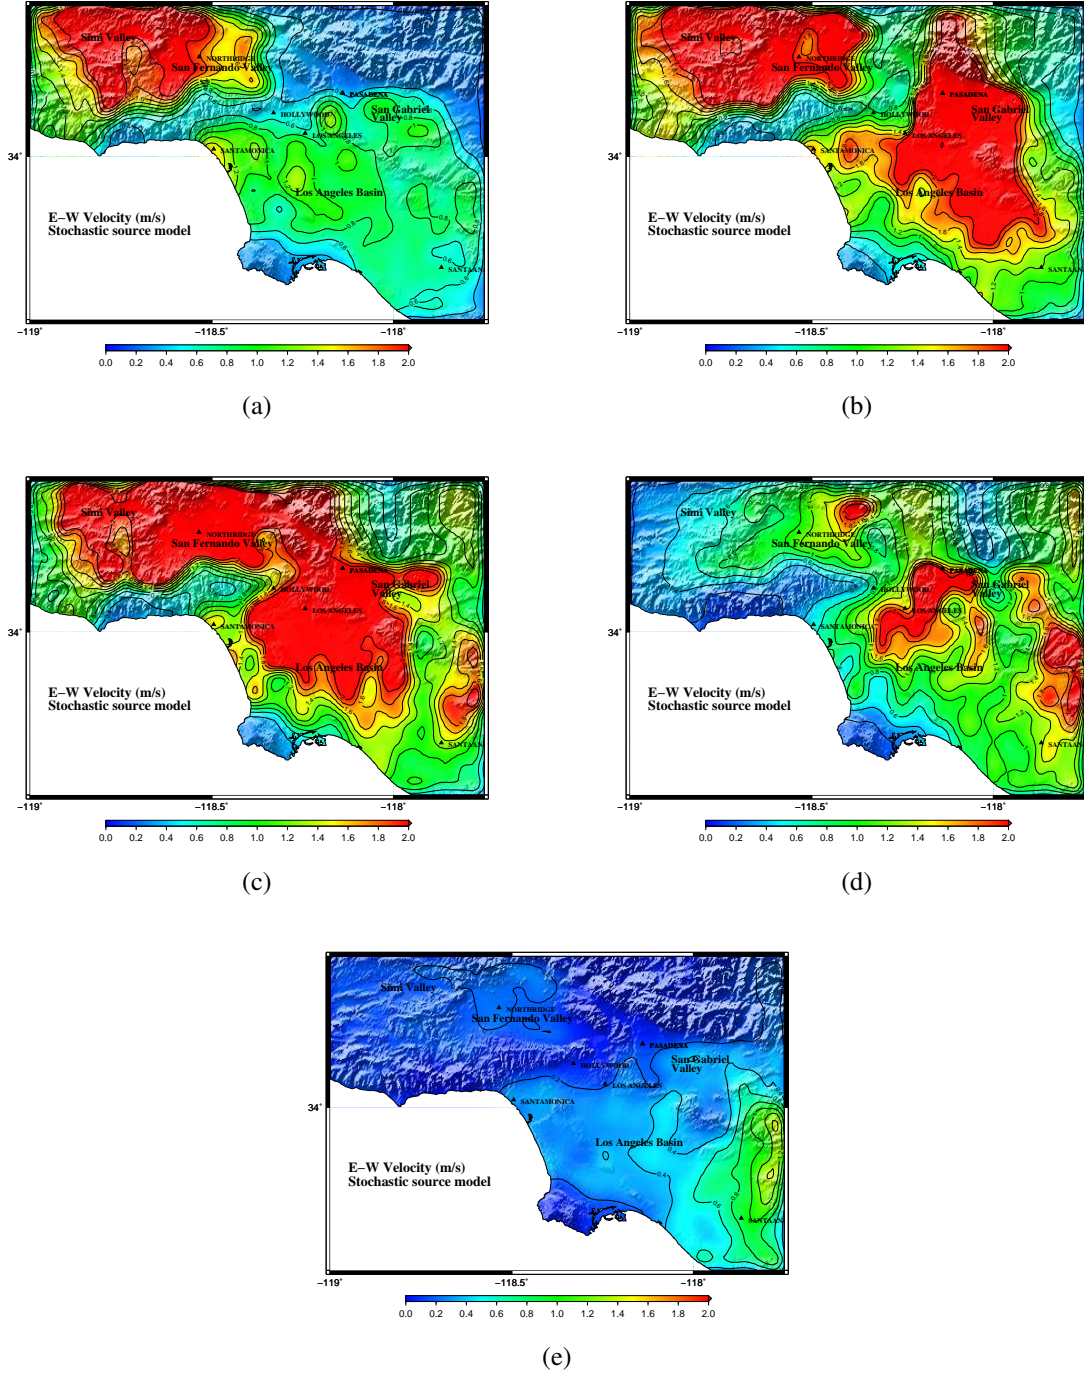 Simi Valley
NORTHRIDGE
San Fernando Valley
PASADENA
San Gabriel
Valley
HOLLYWOOD
LOS ANGELES
34°
SANTAMONICA
Los Angeles Basin
E−W Velocity (m/s)
Stochastic source model
SANTAANA
−119° −118.5° −118°
0.0 0.2 0.4 0.6 0.8 1.0 1.2 1.4 1.6 1.8 2.0
(a)
Simi Valley
NORTHRIDGE
San Fernando Valley
PASADENA
San Gabriel
Valley
HOLLYWOOD
LOS ANGELES
34°
SANTAMONICA
Los Angeles Basin
E−W Velocity (m/s)
Stochastic source model
SANTAAN
−119° −118.5° −118°
0.0 0.2 0.4 0.6 0.8 1.0 1.2 1.4 1.6 1.8 2.0
(b)
Simi Valley
NORTHRIDGE
San Fernando Valley
PASADENA
San Gabriel
Valley
HOLLYWOOD
LOS ANGELES
34°
SANTAMONICA
Los Angeles Basin
E−W Velocity (m/s)
Stochastic source model
SANTAAN
−119° −118.5° −118°
0.0 0.2 0.4 0.6 0.8 1.0 1.2 1.4 1.6 1.8 2.0
(c)
Simi Valley
NORTHRIDGE
San Fernando Valley
PASADENA
San Gabriel
Valley
HOLLYWOOD
LOS ANGELES
34°
SANTAMONICA
Los Angeles Basin
E−W Velocity (m/s)
Stochastic source model
SANTAAN
−119° −118.5° −118°
0.0 0.2 0.4 0.6 0.8 1.0 1.2 1.4 1.6 1.8 2.0
(d)
Simi Valley
NORTHRIDGE
San Fernando Valley
PASADENA
San Gabriel
Valley
HOLLYWOOD
LOS ANGELES
34°
SANTAMONICA
Los Angeles Basin
E−W Velocity (m/s)
Stochastic source model
SANTAAN
−119° −118.5° −118°
0.0 0.2 0.4 0.6 0.8 1.0 1.2 1.4 1.6 1.8 2.0
(e)